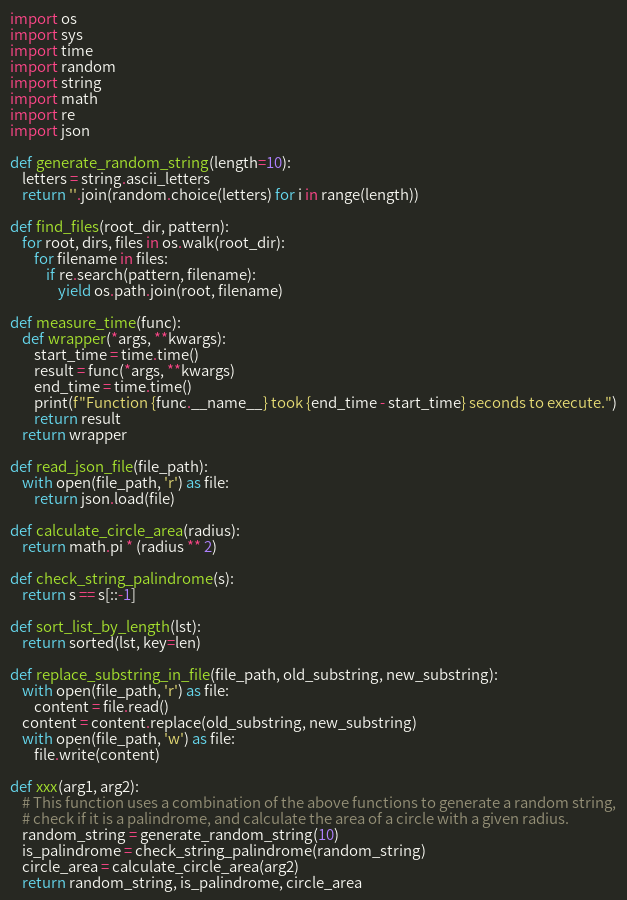 import os
import sys
import time
import random
import string
import math
import re
import json

def generate_random_string(length=10):
    letters = string.ascii_letters
    return ''.join(random.choice(letters) for i in range(length))

def find_files(root_dir, pattern):
    for root, dirs, files in os.walk(root_dir):
        for filename in files:
            if re.search(pattern, filename):
                yield os.path.join(root, filename)

def measure_time(func):
    def wrapper(*args, **kwargs):
        start_time = time.time()
        result = func(*args, **kwargs)
        end_time = time.time()
        print(f"Function {func.__name__} took {end_time - start_time} seconds to execute.")
        return result
    return wrapper

def read_json_file(file_path):
    with open(file_path, 'r') as file:
        return json.load(file)

def calculate_circle_area(radius):
    return math.pi * (radius ** 2)

def check_string_palindrome(s):
    return s == s[::-1]

def sort_list_by_length(lst):
    return sorted(lst, key=len)

def replace_substring_in_file(file_path, old_substring, new_substring):
    with open(file_path, 'r') as file:
        content = file.read()
    content = content.replace(old_substring, new_substring)
    with open(file_path, 'w') as file:
        file.write(content)

def xxx(arg1, arg2):
    # This function uses a combination of the above functions to generate a random string,
    # check if it is a palindrome, and calculate the area of a circle with a given radius.
    random_string = generate_random_string(10)
    is_palindrome = check_string_palindrome(random_string)
    circle_area = calculate_circle_area(arg2)
    return random_string, is_palindrome, circle_area